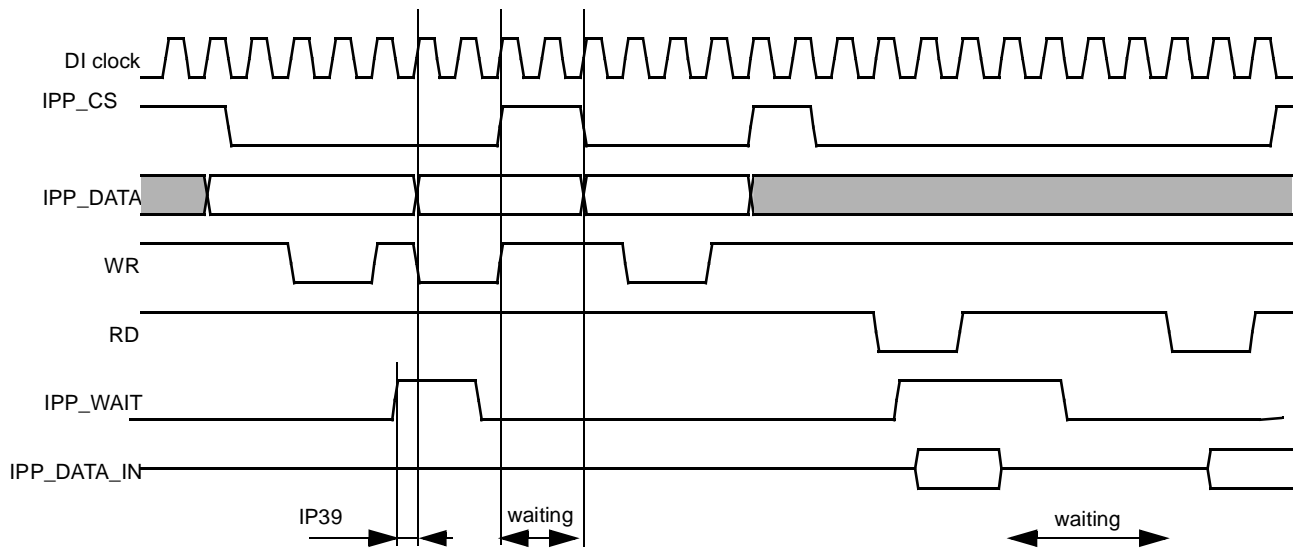 DI clock
IPP_CS
IPP_DATA
WR
RD
IPP_WAIT
IPP_DATA_IN
IP39
waiting
waiting